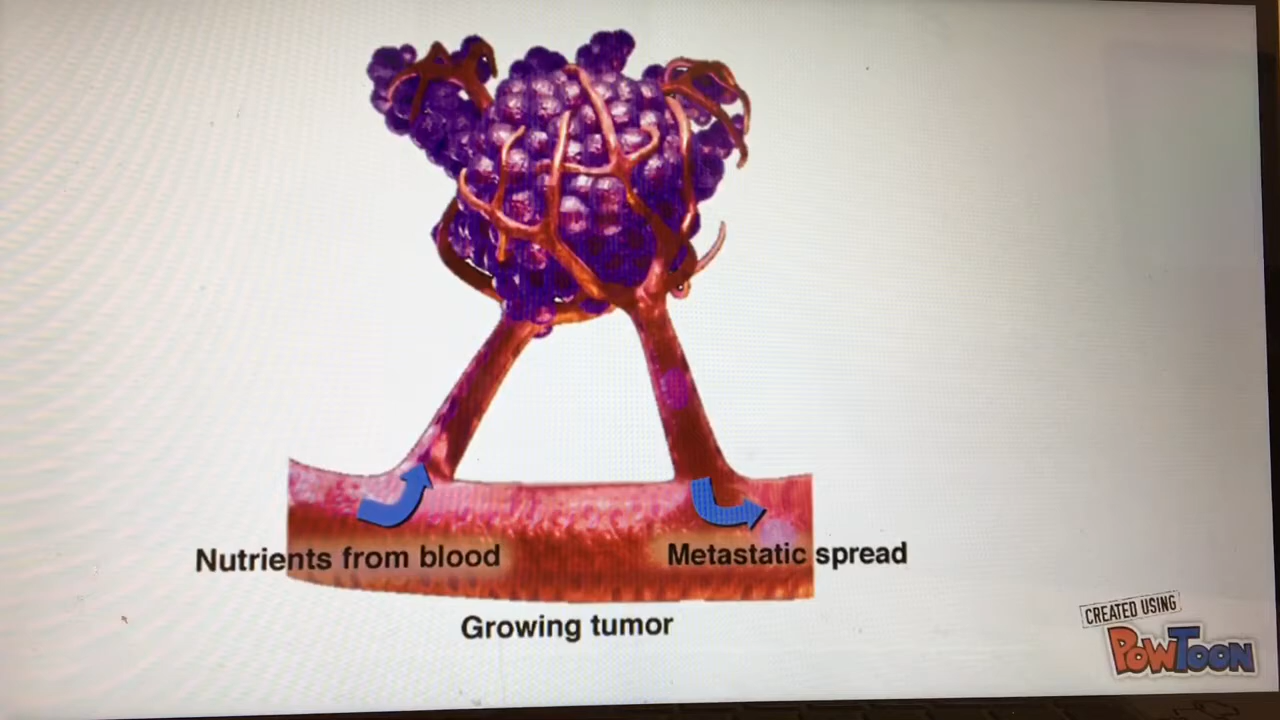 Nutrients from blood
Metastatic spread
Growing tumor
CREATED USING
PowToon